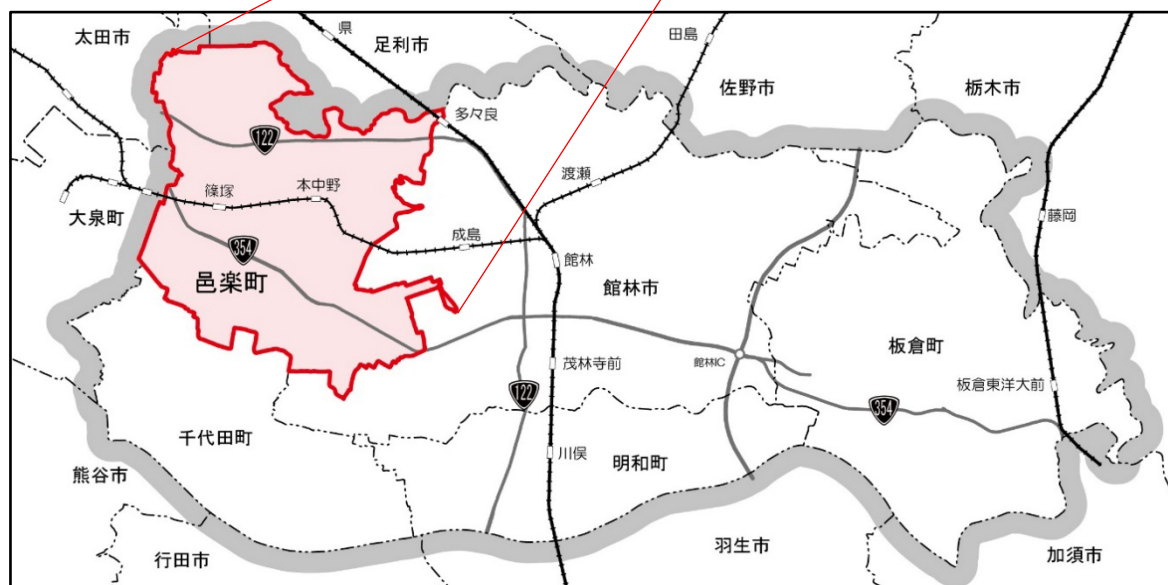 太田市
県
足利市
田島
佐野市
栃木市
多々良
122
渡瀬
篠塚
本中野
大泉町
藤岡
成島
354
館林
邑楽町
館林市
板倉町
茂林寺前
館林IC
板倉東洋大前
122
354
千代田町
川俣
明和町
熊谷市
羽生市
行田市
加須市